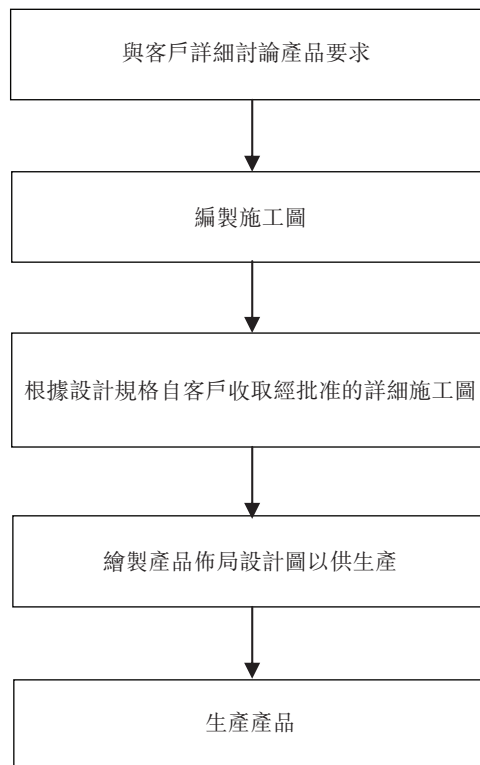 與客戶詳細討論產品要求
編製施工圖
根據設計規格自客戶收取經批准的詳細施工圖
繪製產品佈局設計圖以供生產
生產產品